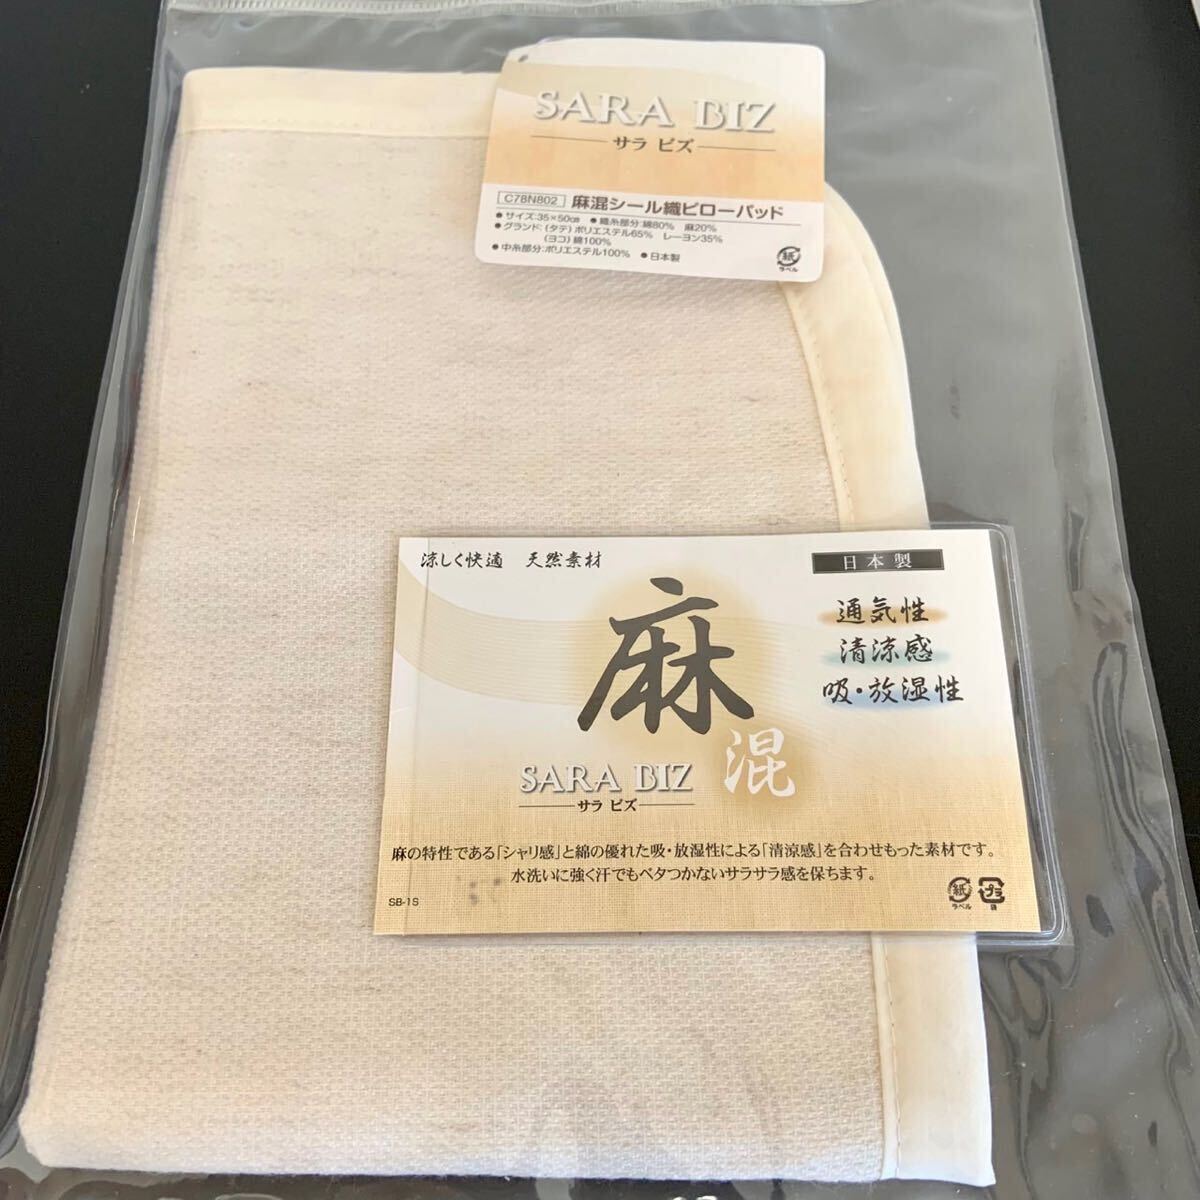 SARA BIZ
サラ ビズ
C78N802 麻混シール織ピローパッド
●サイズ:35×50㎝ ●織糸部分:綿80% 麻20%
●グランド:(タテ)ポリエステル65% レーヨン35%
(ヨコ)綿100%
●中糸部分:ポリエステル100% ●日本製
紙
ラベル
涼しく快適 天然素材
日本製
麻
混
通気性
清涼感
吸・放湿性
SARA BIZ
サラ ビズ
麻の特性である「シャリ感」と綿の優れた吸・放湿性による「清涼感」を合わせもった素材です。
水洗いに強く汗でもベタつかないサラサラ感を保ちます。
SB-1S
紙
ラベル
プラ
袋